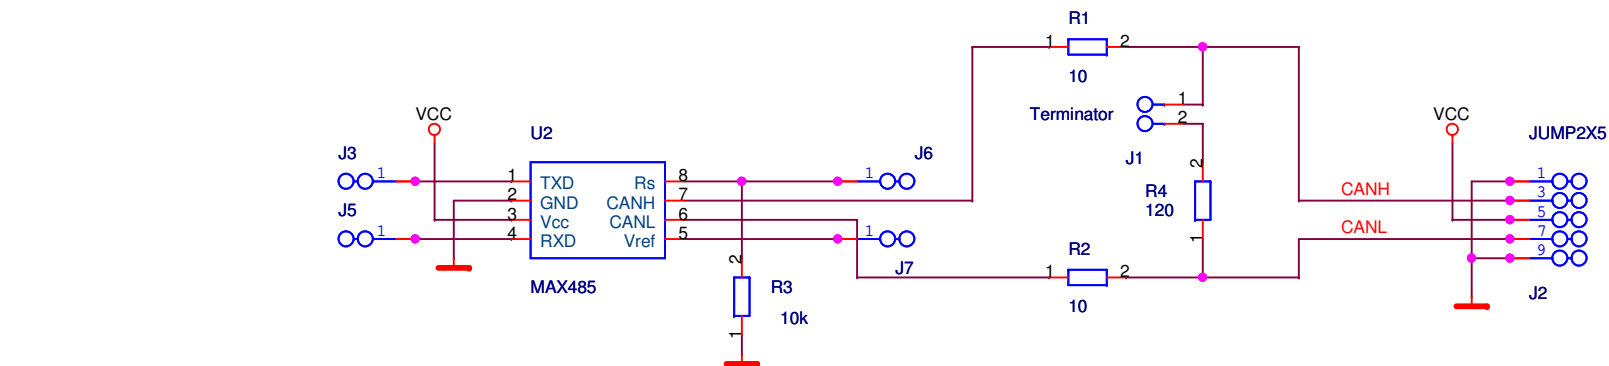 R1
1 2
10
VCC
Terminator
1
2
J1
VCC
JUMP2X5
U2
J3
1
J5
1
1 TXD
2 GND
3 Vcc
4 RXD
Rs 8
CANH 7
CANL 6
Vref 5
MAX485
J6
1
1
J7
2
R3
10k
1
2
R4
120
1
R2
1 2
10
CANH
CANL
1
3
5
7
9
J2